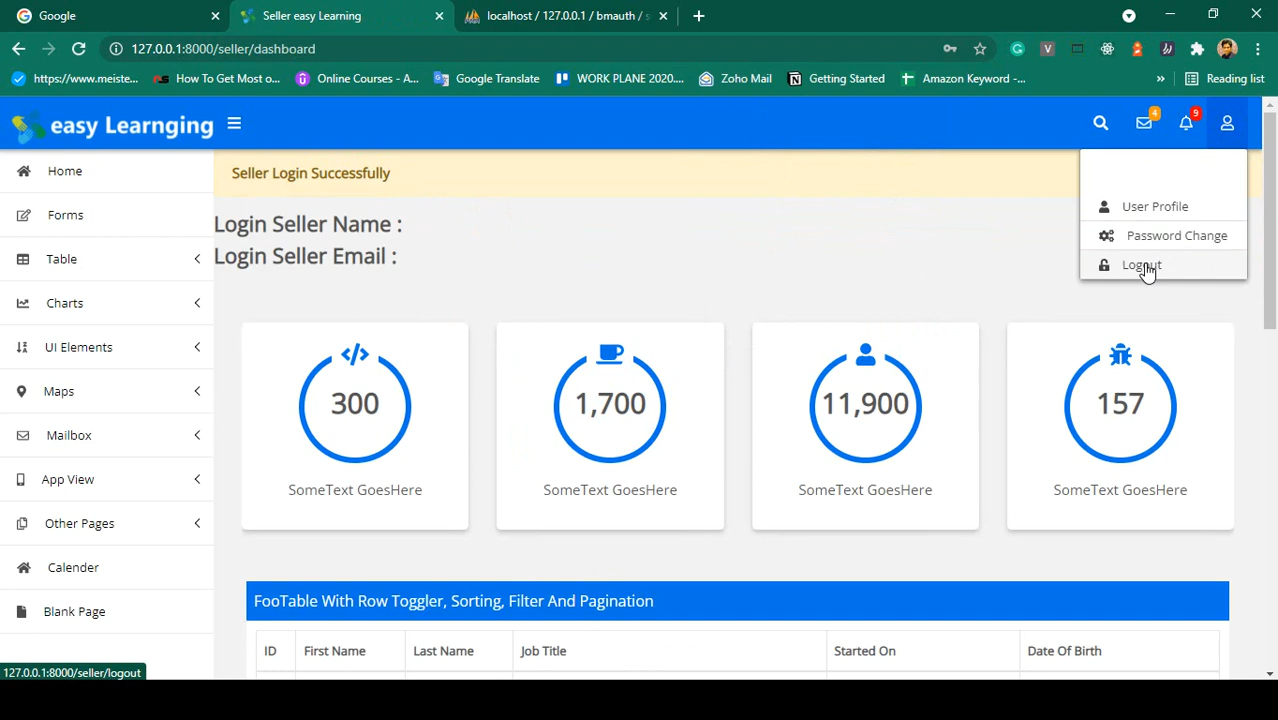 Google
Seller easy Learning
localhost / 127.0.0.1 / bmauth / s
127.0.0.1:8000/seller/dashboard
https://www.meiste...
How To Get Most o...
Online Courses - A...
Google Translate
WORK PLANE 2020....
Zoho Mail
Getting Started
Amazon Keyword -...
Reading list
easy Learnging
4
9
Home
Seller Login Successfully
User Profile
Forms
Login Seller Name :
Password Change
Table
Login Seller Email :
Logout
Charts
UI Elements
Maps
300
1,700
11,900
157
Mailbox
App View
SomeText GoesHere
SomeText GoesHere
SomeText GoesHere
SomeText GoesHere
Other Pages
Calender
FooTable With Row Toggler, Sorting, Filter And Pagination
Blank Page
ID
First Name
Last Name
Job Title
Started On
Date Of Birth
127.0.0.1:8000/seller/logout